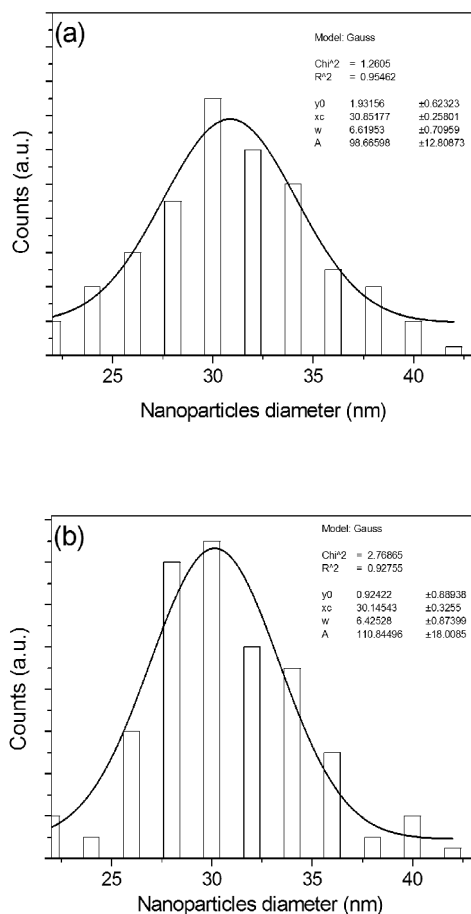 (a)
Model: Gauss
Chi^2 = 1.2605
R^2 = 0.95462
y0 1.93156 ±0.62323
xc 30.85177 ±0.25801
w 6.61953 ±0.70959
A 98.66598 ±12.80873
Counts (a.u.)
25 30 35 40
Nanoparticles diameter (nm)
(b)
Model: Gauss
Chi^2 = 2.76865
R^2 = 0.92755
y0 0.92422 ±0.88938
xc 30.14543 ±0.3255
w 6.42528 ±0.87399
A 110.84496 ±18.0085
Counts (a.u.)
25 30 35 40
Nanoparticles diameter (nm)